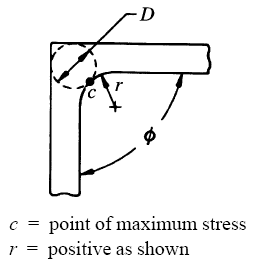 D
c
r
ϕ
c = point of maximum stress
r = positive as shown